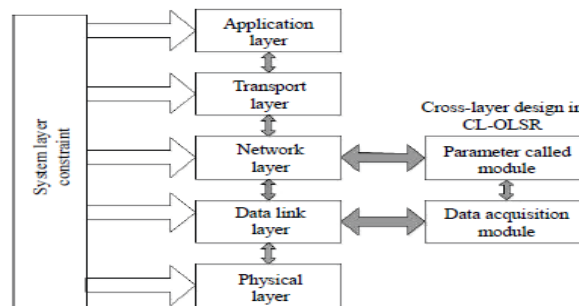 System layer
constraint
Application
layer
Transport
layer
Network
layer
Data link
layer
Physical
layer
Cross-layer design in
CL-OLSR
Parameter called
module
Data acquisition
module